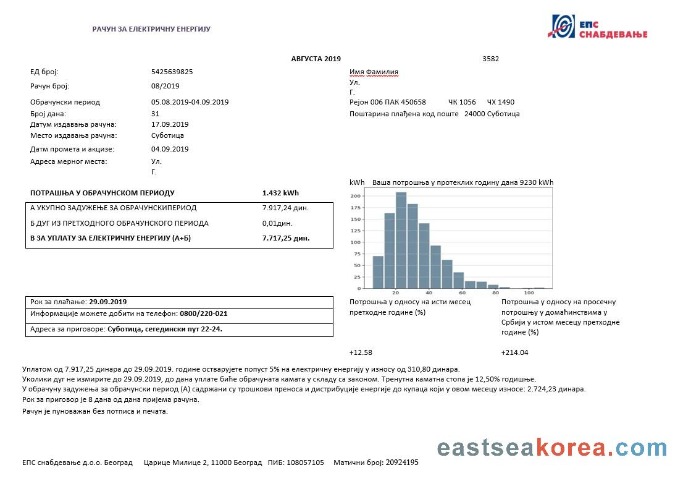 РАЧУН ЗА ЕЛЕКТРИЧНУ ЕНЕРГИЈУ
ЕПС
СНАБДЕВАЊЕ
АВГУСТА 2019 3582
ЕД број: 5425639825
Рачун број: 08/2019
Обрачунски период 05.08.2019-04.09.2019
Број дана: 31
Датум издавања рачуна: 17.09.2019
Место издавања рачуна: Суботица
Датм промета и акцизе: 04.09.2019
Адреса мерног места: Ул.
Г.
Имя Фамилия
Ул.
Г.
Рејон 006 ПАК 450658 ЧК 1056 ЧХ 1490
Поштарина плаћена код поште 24000 Суботица
ПОТРАШЊА У ОБРАЧУНСКОМ ПЕРИОДУ 1.432 kWh
А УКУПНО ЗАДУЖЕЊЕ ЗА ОБРАЧУНСКИПЕРИОД 7.917,24 дин.
Б ДУГ ИЗ ПРЕТХОДНОГ ОБРАЧУНСКОГ ПЕРИОДА 0,01дин.
В ЗА УПЛАТУ ЗА ЕЛЕКТРИЧНУ ЕНЕРГИЈУ (А+Б) 7.717,25 дин.
kWh Ваша потрошња у протеклих годину дана 9230 kWh
200
175
150
125
100
75
50
25
0
20 40 60 80 100
Рок за плаћање: 29.09.2019
Информације можете добити на телефон: 0800/220-021
Адреса за приговоре: Суботица, сегедински пут 22-24.
Потрошња у односу на исти месец
претходне године (%)
+12.58
Потрошња у односу на просечну
потрошњу у домаћинствима у
Србији у истом месецу претходне
године (%)
+214.04
Уплатом од 7.917,25 динара до 29.09.2019. године остварујете попуст 5% на електричну енергију у износу од 310,80 динара.
Уколики дуг не измирите до 29.09.2019, до дана уплате биће обрачуната камата у складу са законом. Тренутна каматна стопа је 12,50% годишње.
У обрачуну задужења за обрачунски период (А) садржани су трошкови преноса и дистрибуције енергије до купаца који у овом месецу износе: 2.724,23 динара.
Рок за приговор је 8 дана од дана пријема рачуна.
Рачун је пуноважан без потписа и печата.
eastseakorea.com
ЕПС снабдевање д.о.о. Београд Царице Милице 2, 11000 Београд ПИБ: 108057105 Матични број: 20924195